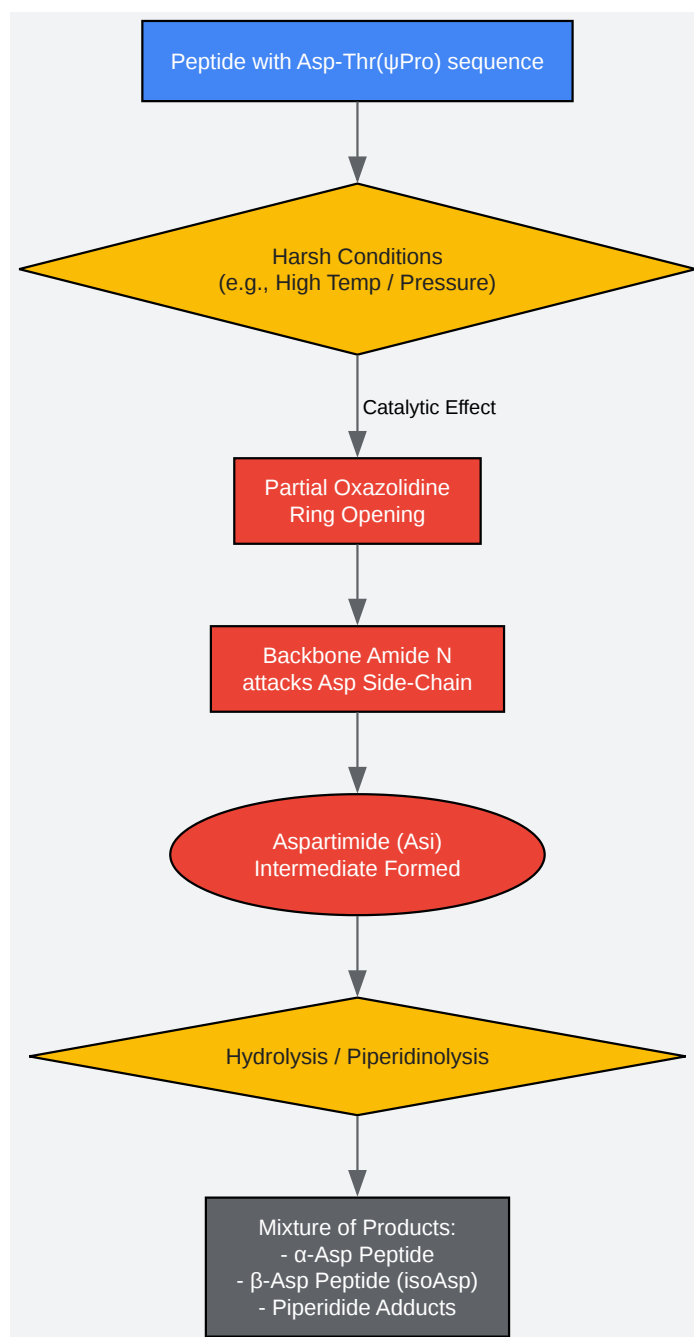 Peptide with Asp-Thr(ψPro) sequence
Harsh Conditions
(e.g., High Temp / Pressure)
Catalytic Effect
Partial Oxazolidine
Ring Opening
Backbone Amide N
attacks Asp Side-Chain
Aspartimide (Asi)
Intermediate Formed
Hydrolysis / Piperidinolysis
Mixture of Products:
- α-Asp Peptide
- β-Asp Peptide (isoAsp)
- Piperidide Adducts